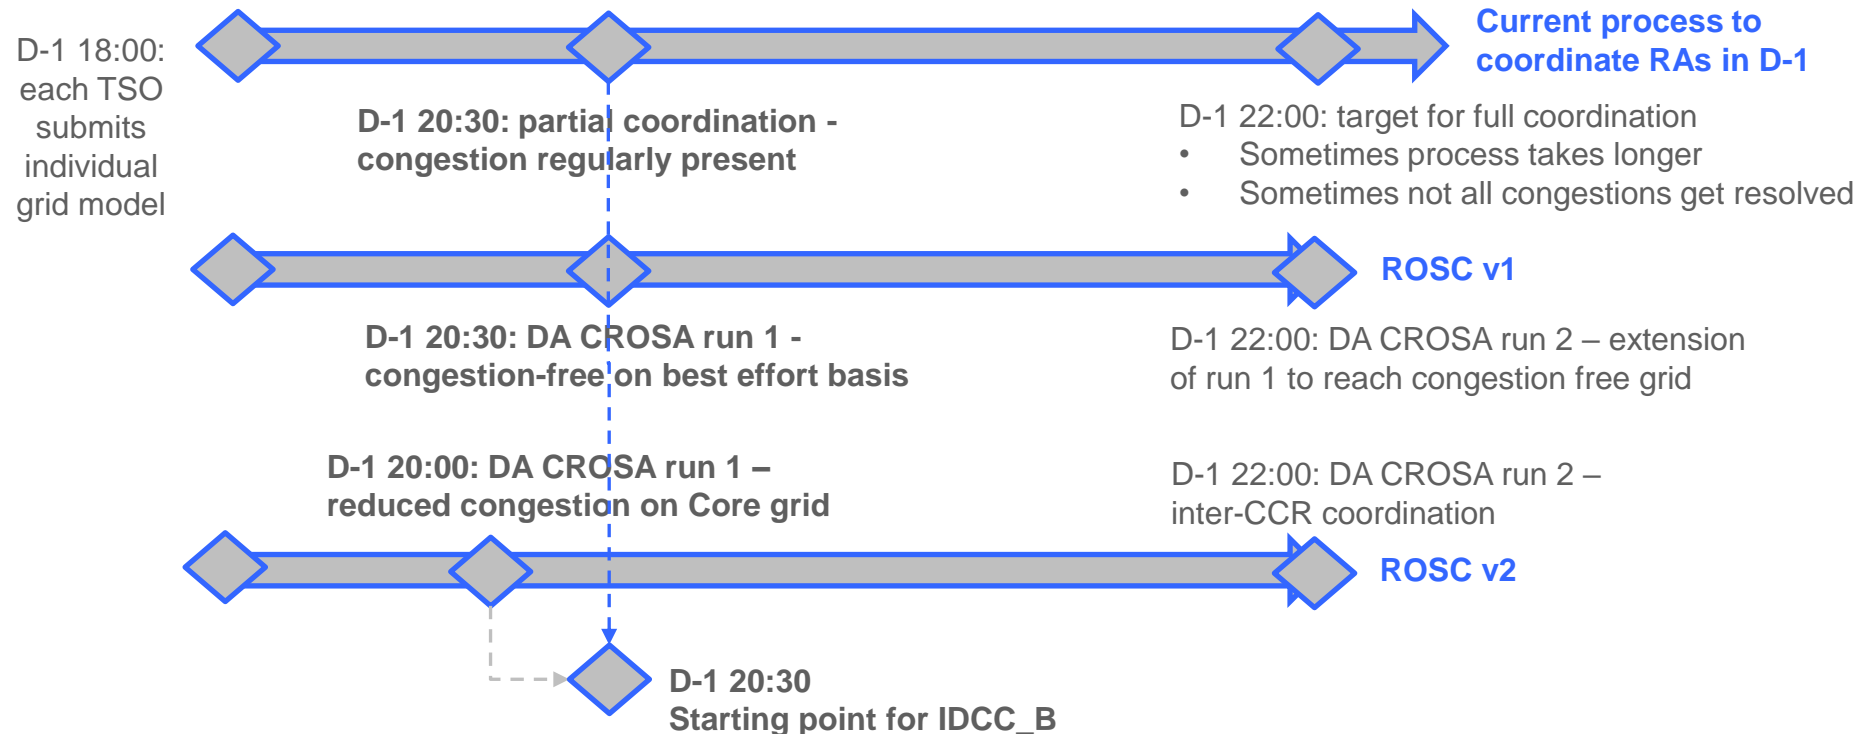 Current process to
coordinate RAs in D-1
D-1 18:00:
each TSO
submits
individual
grid model
D-1 20:30: partial coordination -
congestion regularly present
D-1 22:00: target for full coordination
• Sometimes process takes longer
• Sometimes not all congestions get resolved
ROSC v1
D-1 20:30: DA CROSA run 1 -
congestion-free on best effort basis
D-1 22:00: DA CROSA run 2 – extension
of run 1 to reach congestion free grid
D-1 20:00: DA CROSA run 1 –
reduced congestion on Core grid
D-1 22:00: DA CROSA run 2 –
inter-CCR coordination
ROSC v2
D-1 20:30
Starting point for IDCC_B